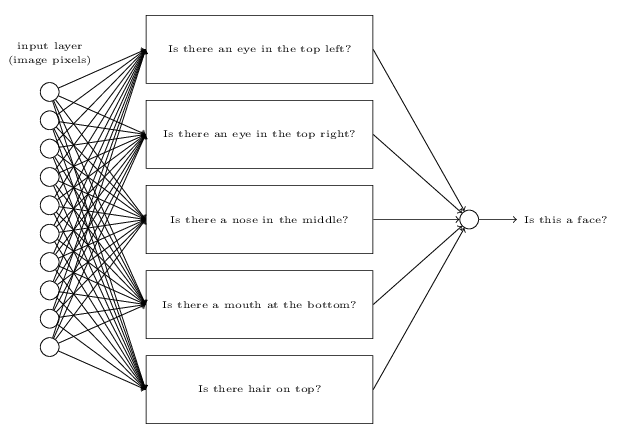 input layer
(image pixels)
Is there an eye in the top left?
Is there an eye in the top right?
Is there a nose in the middle?
Is there a mouth at the bottom?
Is there hair on top?
Is this a face?